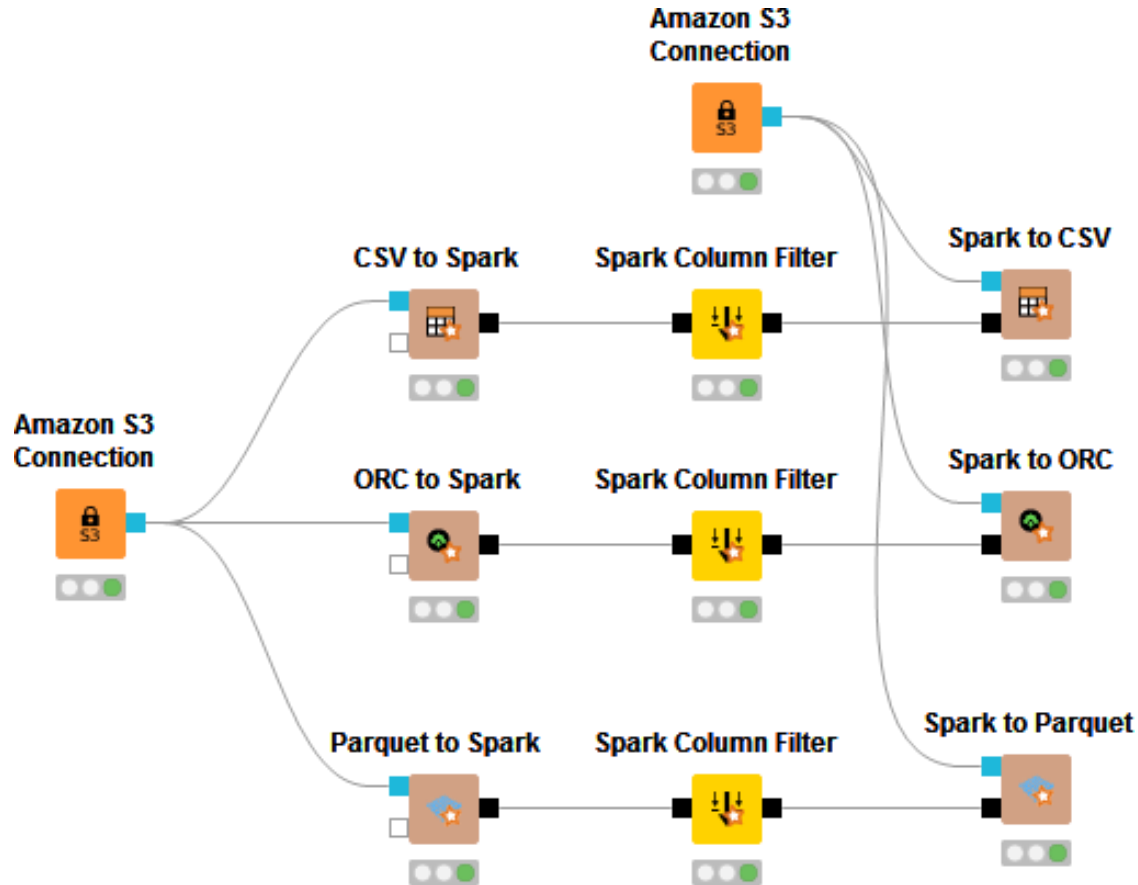 Amazon S3
Connection
S3
CSV to Spark
Spark Column Filter
Spark to CSV
Amazon S3
Connection
S3
ORC to Spark
Spark Column Filter
Spark to ORC
Parquet to Spark
Spark Column Filter
Spark to Parquet